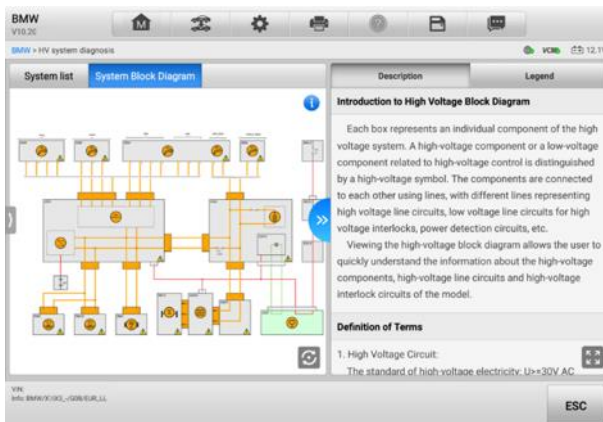 BMW
V10.20
BMW > HV system diagnosis
VCMI
12.1
System list
System Block Diagram
Description
Legend
Introduction to High Voltage Block Diagram
Each box represents an individual component of the high
voltage system. A high-voltage component or a low-voltage
component related to high-voltage control is distinguished
by a high-voltage symbol. The components are connected
to each other using lines, with different lines representing
high voltage line circuits, low voltage line circuits for high
voltage interlocks, power detection circuits, etc.
Viewing the high-voltage block diagram allows the user to
quickly understand the information about the high-voltage
components, high-voltage line circuits and high-voltage
interlock circuits of the model.
Definition of Terms
1. High Voltage Circuit:
The standard of high-voltage electricity: U>=30V AC
VIN:
ESC